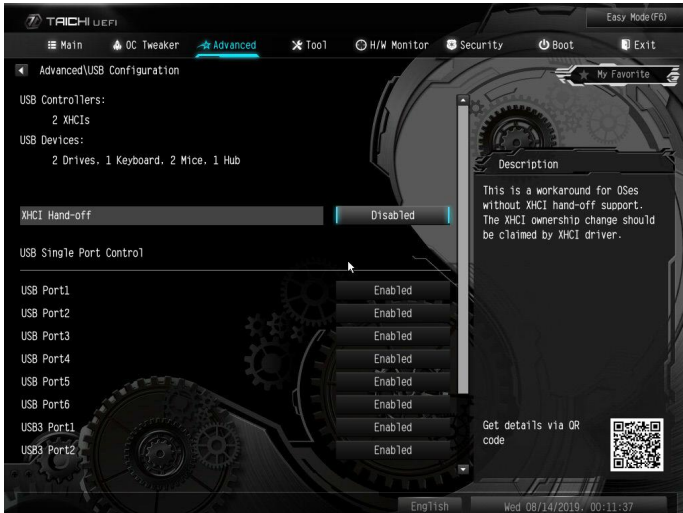 TAICHI UEFI
Easy Mode(F6)
Main
OC Tweaker
Advanced
Tool
H/W Monitor
Security
Boot
Exit
Advanced\USB Configuration
My Favorite
USB Controllers:
2 XHCIs
USB Devices:
2 Drives. 1 Keyboard. 2 Mice. 1 Hub
Description
This is a workaround for OSes
without XHCI hand-off support.
The XHCI ownership change should
be claimed by XHCI driver.
XHCI Hand-off Disabled
USB Single Port Control
USB Port1 Enabled
USB Port2 Enabled
USB Port3 Enabled
USB Port4 Enabled
USB Port5 Enabled
USB Port6 Enabled
USB3 Port1 Enabled
USB3 Port2 Enabled
Get details via QR
code
English
Wed 08/14/2019. 00:11:37